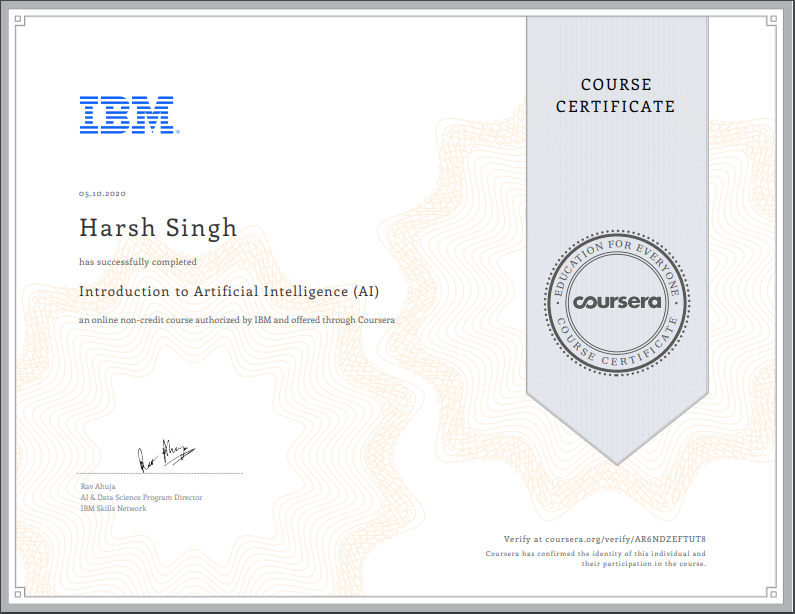 IBM
®
05.10.2020
Harsh Singh
has successfully completed
Introduction to Artificial Intelligence (AI)
an online non-credit course authorized by IBM and offered through Coursera
Rav Ahuja
Rav Ahuja
AI & Data Science Program Director
IBM Skills Network
COURSE
CERTIFICATE
EDUCATION FOR EVERYONE
coursera
COURSE CERTIFICATE
Verify at coursera.org/verify/AR6NDZEFTUT8
Coursera has confirmed the identity of this individual and
their participation in the course.